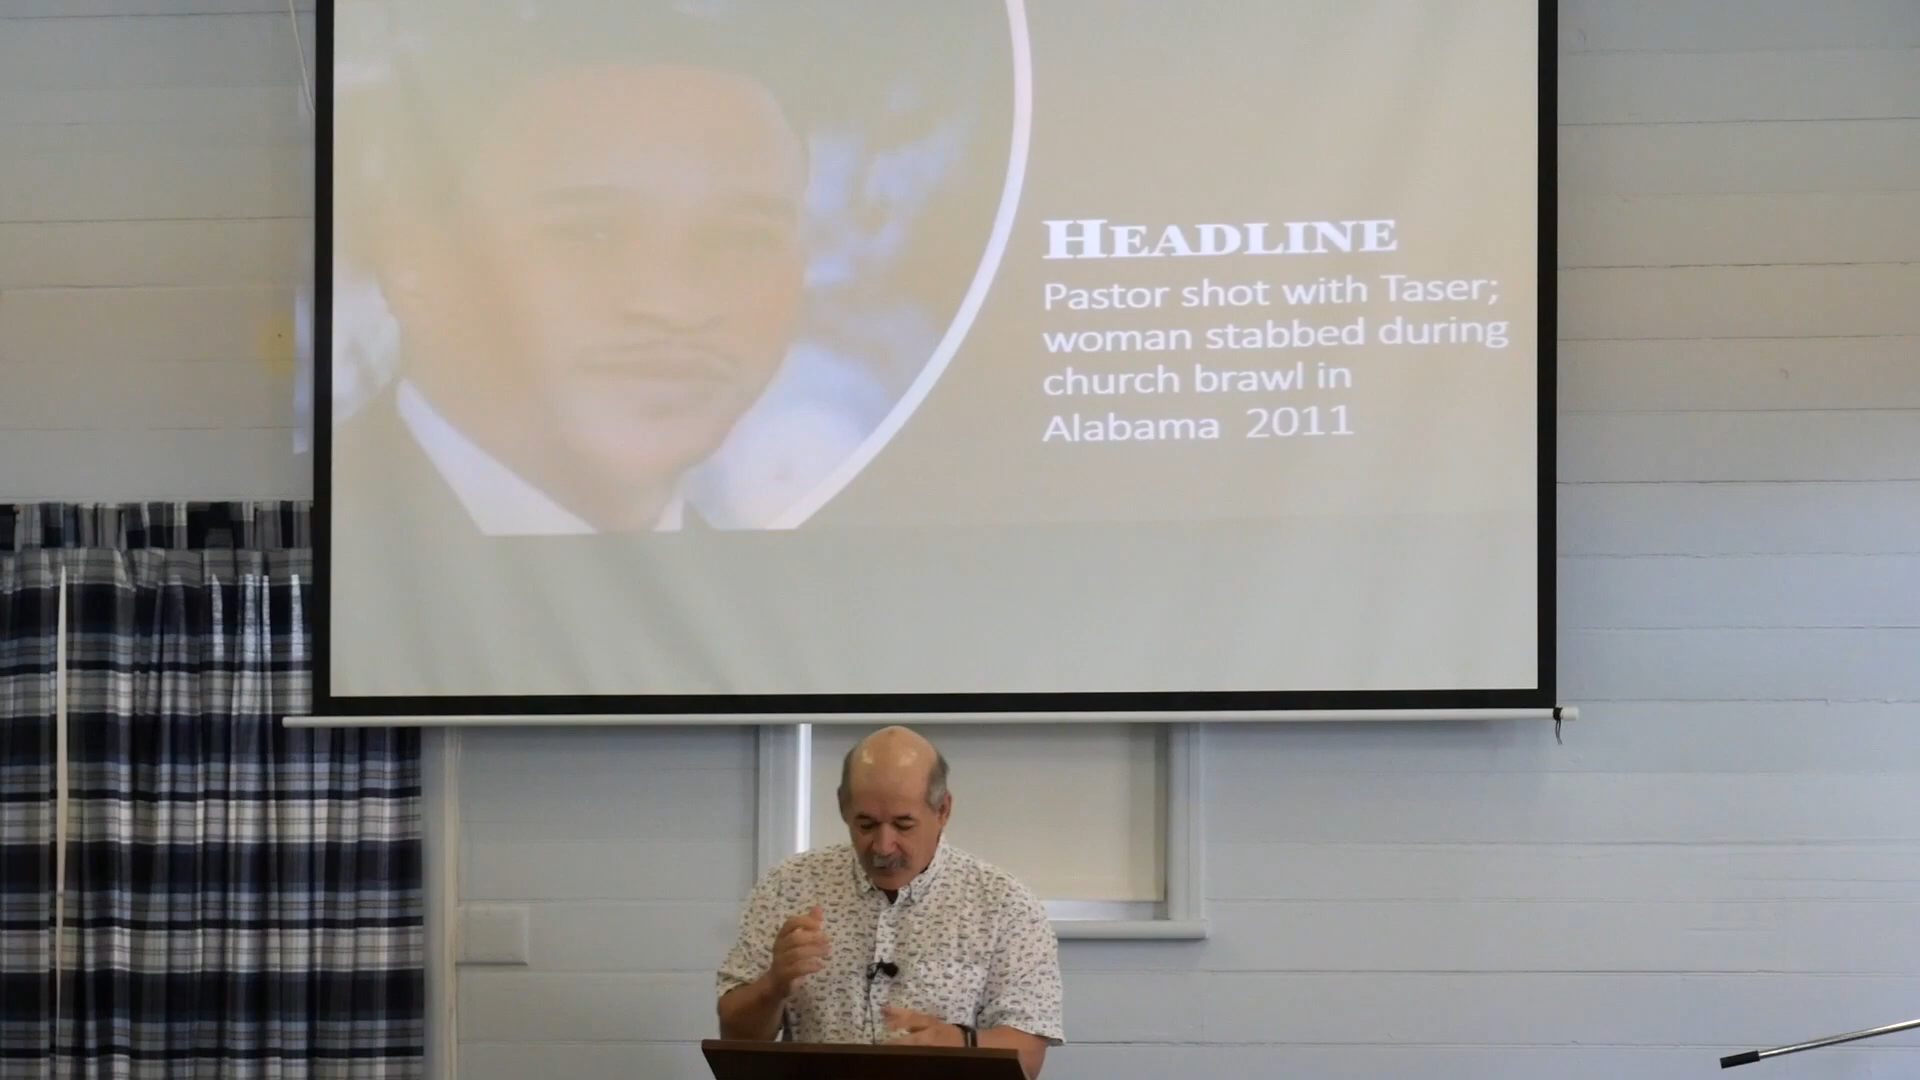 HEADLINE
Pastor shot with Taser;
woman stabbed during
church brawl in
Alabama 2011